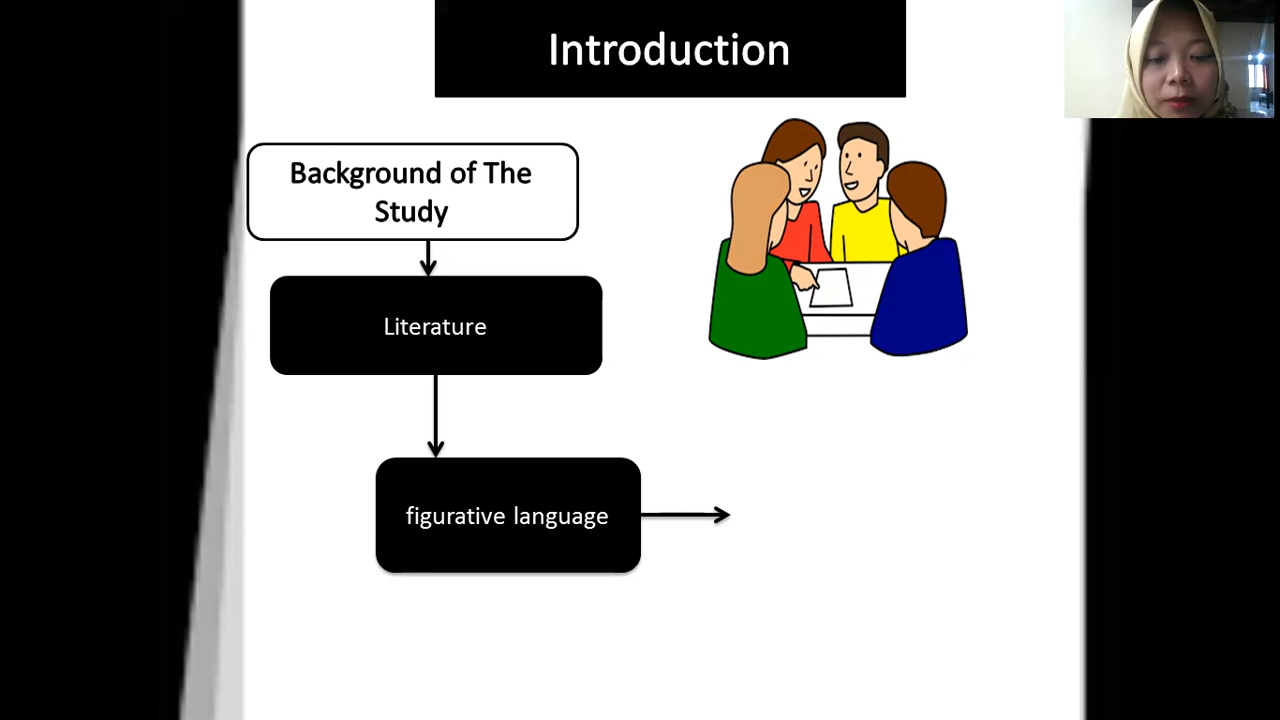 Introduction
Background of The
Study
Literature
figurative language